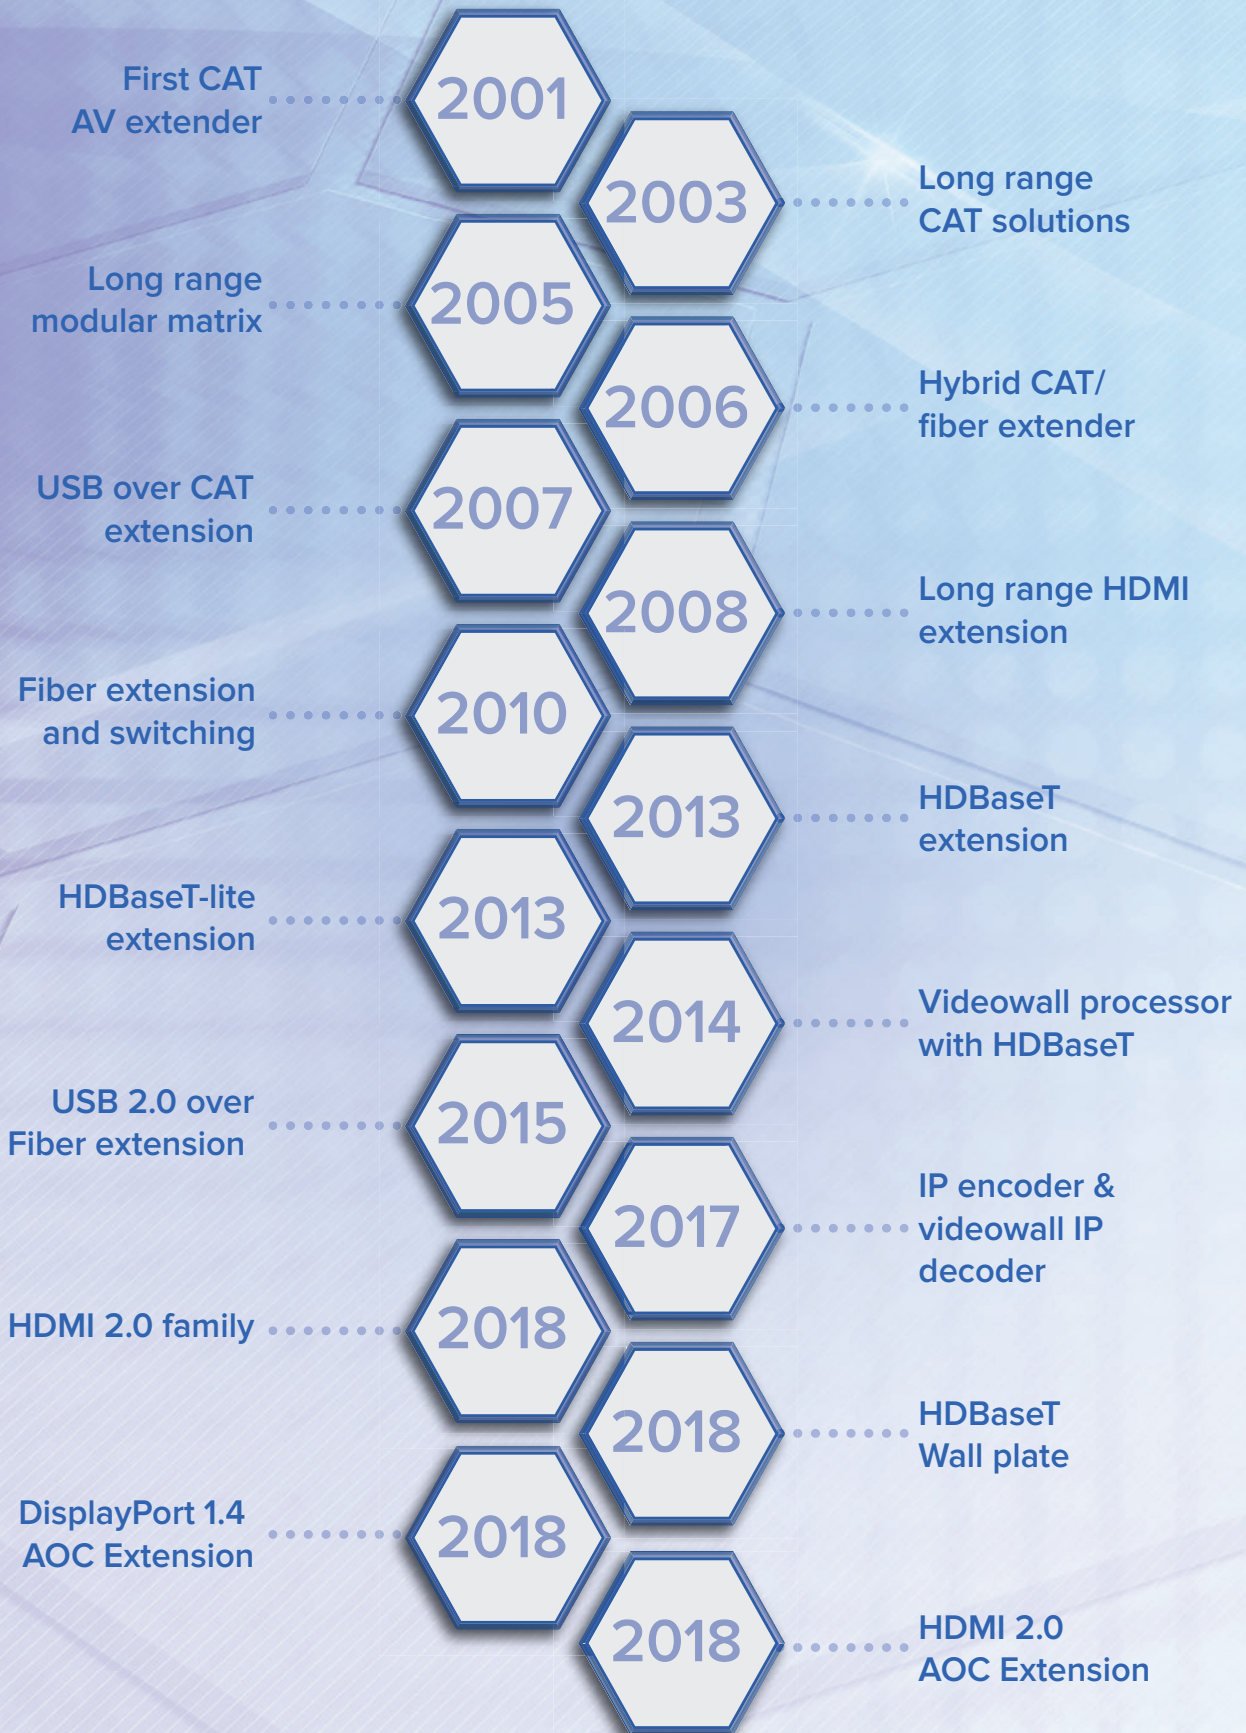 First CAT
AV extender
2001
2003
Long range
CAT solutions
Long range
modular matrix
2005
2006
Hybrid CAT/
fiber extender
USB over CAT
extension
2007
2008
Long range HDMI
extension
Fiber extension
and switching
2010
2013
HDBaseT
extension
HDBaseT-lite
extension
2013
2014
Videowall processor
with HDBaseT
USB 2.0 over
Fiber extension
2015
2017
IP encoder &
videowall IP
decoder
HDMI 2.0 family
2018
2018
HDBaseT
Wall plate
DisplayPort 1.4
AOC Extension
2018
2018
HDMI 2.0
AOC Extension